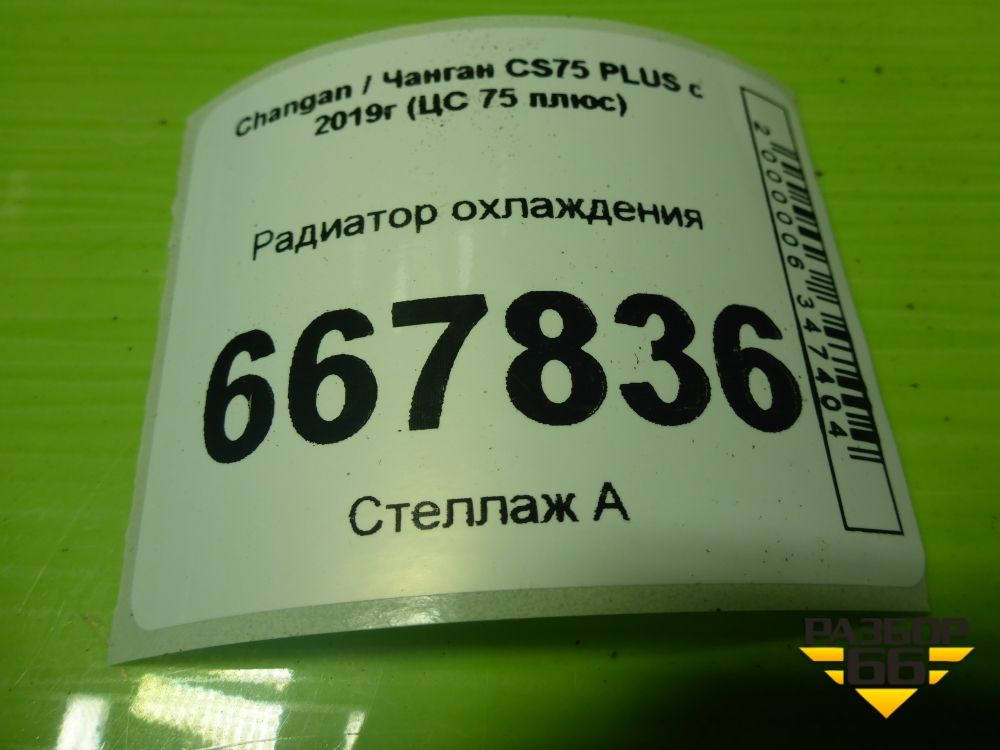 Changan / Чанган CS75 PLUS с
2019г (ЦС 75 плюс)
Радиатор охлаждения
667836
Стеллаж А
2000006347404
РАЗБОР
66